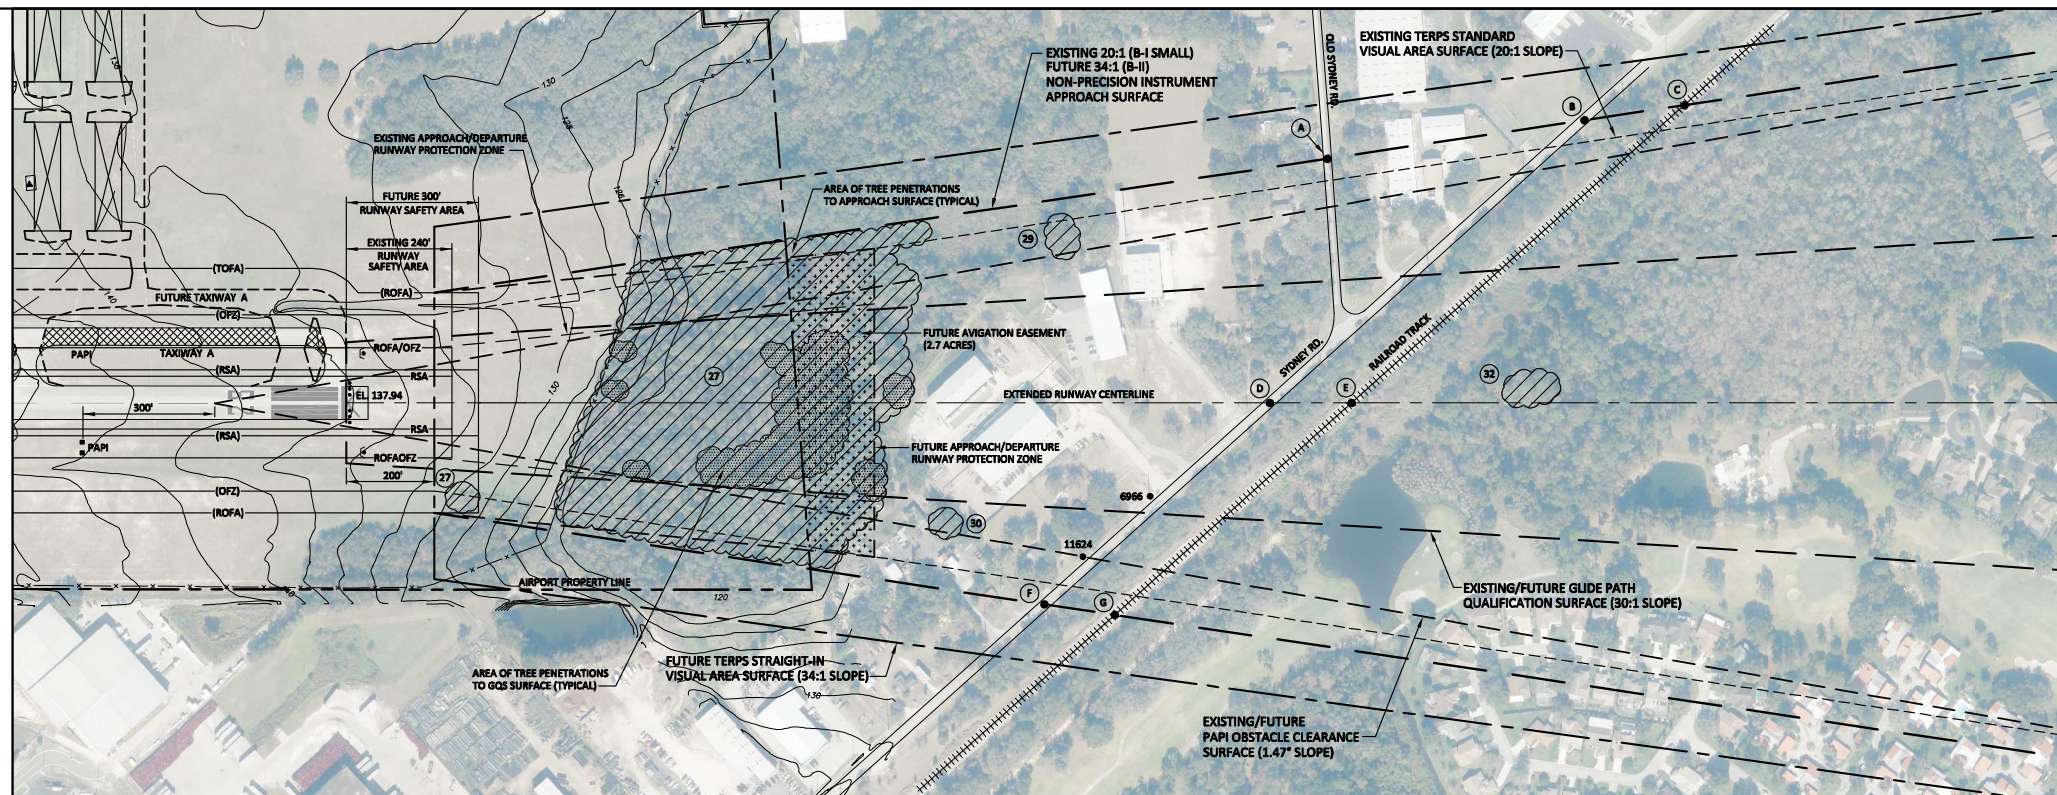 EXISTING 20:1 (B-I SMALL)
FUTURE 34:1 (B-II)
NON-PRECISION INSTRUMENT
APPROACH SURFACE
EXISTING TERPS STANDARD
VISUAL AREA SURFACE (20:1 SLOPE)
OLD SYDNEY RD.
A
B
C
130
130
128
126
EXISTING APPROACH/DEPARTURE
RUNWAY PROTECTION ZONE
FUTURE 300'
RUNWAY SAFETY AREA
AREA OF TREE PENETRATIONS
TO APPROACH SURFACE (TYPICAL)
EXISTING 240'
RUNWAY
SAFETY AREA
29
(TOFA)
(ROFA)
140
FUTURE TAXIWAY A
(OFZ)
PAPI
TAXIWAY A
ROFA/OFZ
(RSA)
RSA
FUTURE AVIGATION EASEMENT
(2.7 ACRES)
SYDNEY RD.
RAILROAD TRACK
27
32
EL. 137.94
300'
130
EXTENDED RUNWAY CENTERLINE
D
E
(RSA)
RSA
PAPI
ROFAOFZ
FUTURE APPROACH/DEPARTURE
RUNWAY PROTECTION ZONE
200'
27
(OFZ)
(ROFA)
6966
30
11624
AIRPORT PROPERTY LINE
120
F
G
EXISTING/FUTURE GLIDE PATH
QUALIFICATION SURFACE (30:1 SLOPE)
AREA OF TREE PENETRATIONS
TO GQS SURFACE (TYPICAL)
FUTURE TERPS STRAIGHT-IN
VISUAL AREA SURFACE (34:1 SLOPE)
130
EXISTING/FUTURE
PAPI OBSTACLE CLEARANCE
SURFACE (1.47° SLOPE)